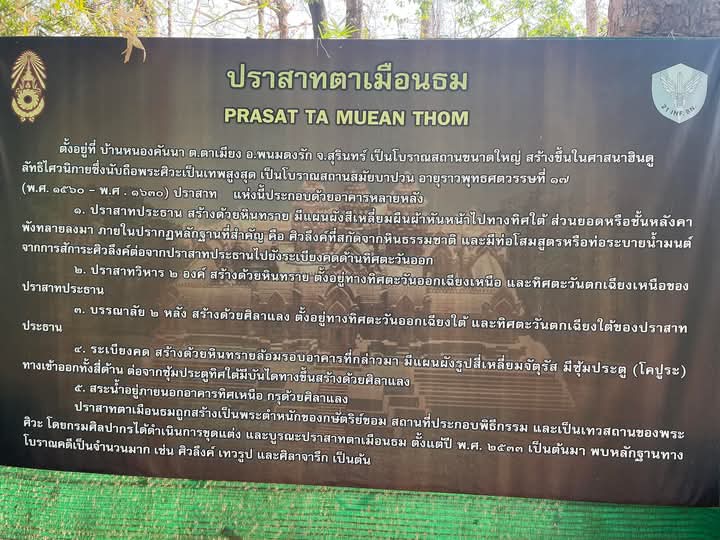 ปราสาทตาเมือนธม
PRASAT TA MUEAN THOM
21 INF. BN.
ตั้งอยู่ที่ บ้านหนองคันนา ต.ตาเมียง อ.พนมดงรัก จ.สุรินทร์ เป็นโบราณสถานขนาดใหญ่ สร้างขึ้นในศาสนาฮินดู
ลัทธิไศวนิกายซึ่งนับถือพระศิวะเป็นเทพสูงสุด เป็นโบราณสถานสมัยบาปวน อายุราวพุทธศตวรรษที่ ๑๗
(พ.ศ. ๑๕๖๐ - พ.ศ. ๑๖๓๐) ปราสาท แห่งนี้ประกอบด้วยอาคารหลายหลัง
๑. ปราสาทประธาน สร้างด้วยหินทราย มีแผนผังสี่เหลี่ยมผืนผ้าหันหน้าไปทางทิศใต้ ส่วนยอดหรือชั้นหลังคา
พังทลายลงมา ภายในปรากฏหลักฐานที่สำคัญ คือ ศิวลึงค์ที่สกัดจากหินธรรมชาติ และมีท่อโสมสูตรหรือท่อระบายน้ำมนต์
จากการสัการะศิวลึงค์ต่อจากปราสาทประธานไปยังระเบียงคดด้านทิศตะวันออก
๒. ปราสาทวิหาร ๒ องค์ สร้างด้วยหินทราย ตั้งอยู่ทางทิศตะวันออกเฉียงเหนือ และทิศตะวันตกเฉียงเหนือของ
ปราสาทประธาน
๓. บรรณาลัย ๒ หลัง สร้างด้วยศิลาแลง ตั้งอยู่ทางทิศตะวันออกเฉียงใต้ และทิศตะวันตกเฉียงใต้ของปราสาท
ประธาน
๔. ระเบียงคด สร้างด้วยหินทรายล้อมรอบอาคารที่กล่าวมา มีแผนผังรูปสี่เหลี่ยมจัตุรัส มีซุ้มประตู (โคปุระ)
ทางเข้าออกทั้งสี่ด้าน ต่อจากซุ้มประตูทิศใต้มีบันไดทางขึ้นสร้างด้วยศิลาแลง
๕. สระน้ำอยู่ภายนอกอาคารทิศเหนือ กรุด้วยศิลาแลง
ปราสาทตาเมือนธมถูกสร้างเป็นพระตำหนักของกษัตริย์ขอม สถานที่ประกอบพิธีกรรม และเป็นเทวสถานของพระ
ศิวะ โดยกรมศิลปากรได้ดำเนินการขุดแต่ง และบูรณะปราสาทตาเมือนธม ตั้งแต่ปี พ.ศ. ๒๕๓๓ เป็นต้นมา พบหลักฐานทาง
โบราณคดีเป็นจำนวนมาก เช่น ศิวลึงค์ เทวรูป และศิลาจารึก เป็นต้น